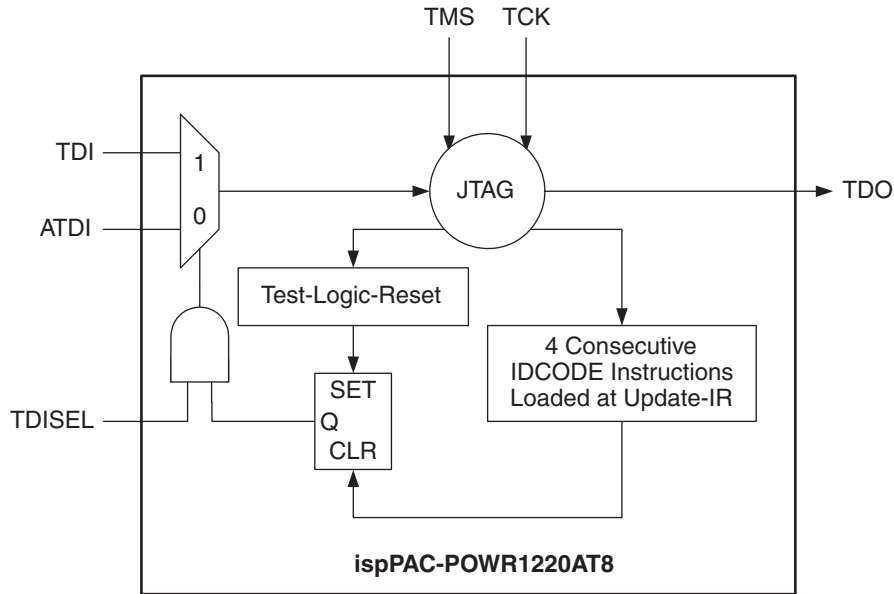 TMS
TCK
TDI
1
JTAG
TDO
ATDI
0
Test-Logic-Reset
4 Consecutive
IDCODE Instructions
Loaded at Update-IR
SET
TDISEL
Q
CLR
ispPAC-POWR1220AT8